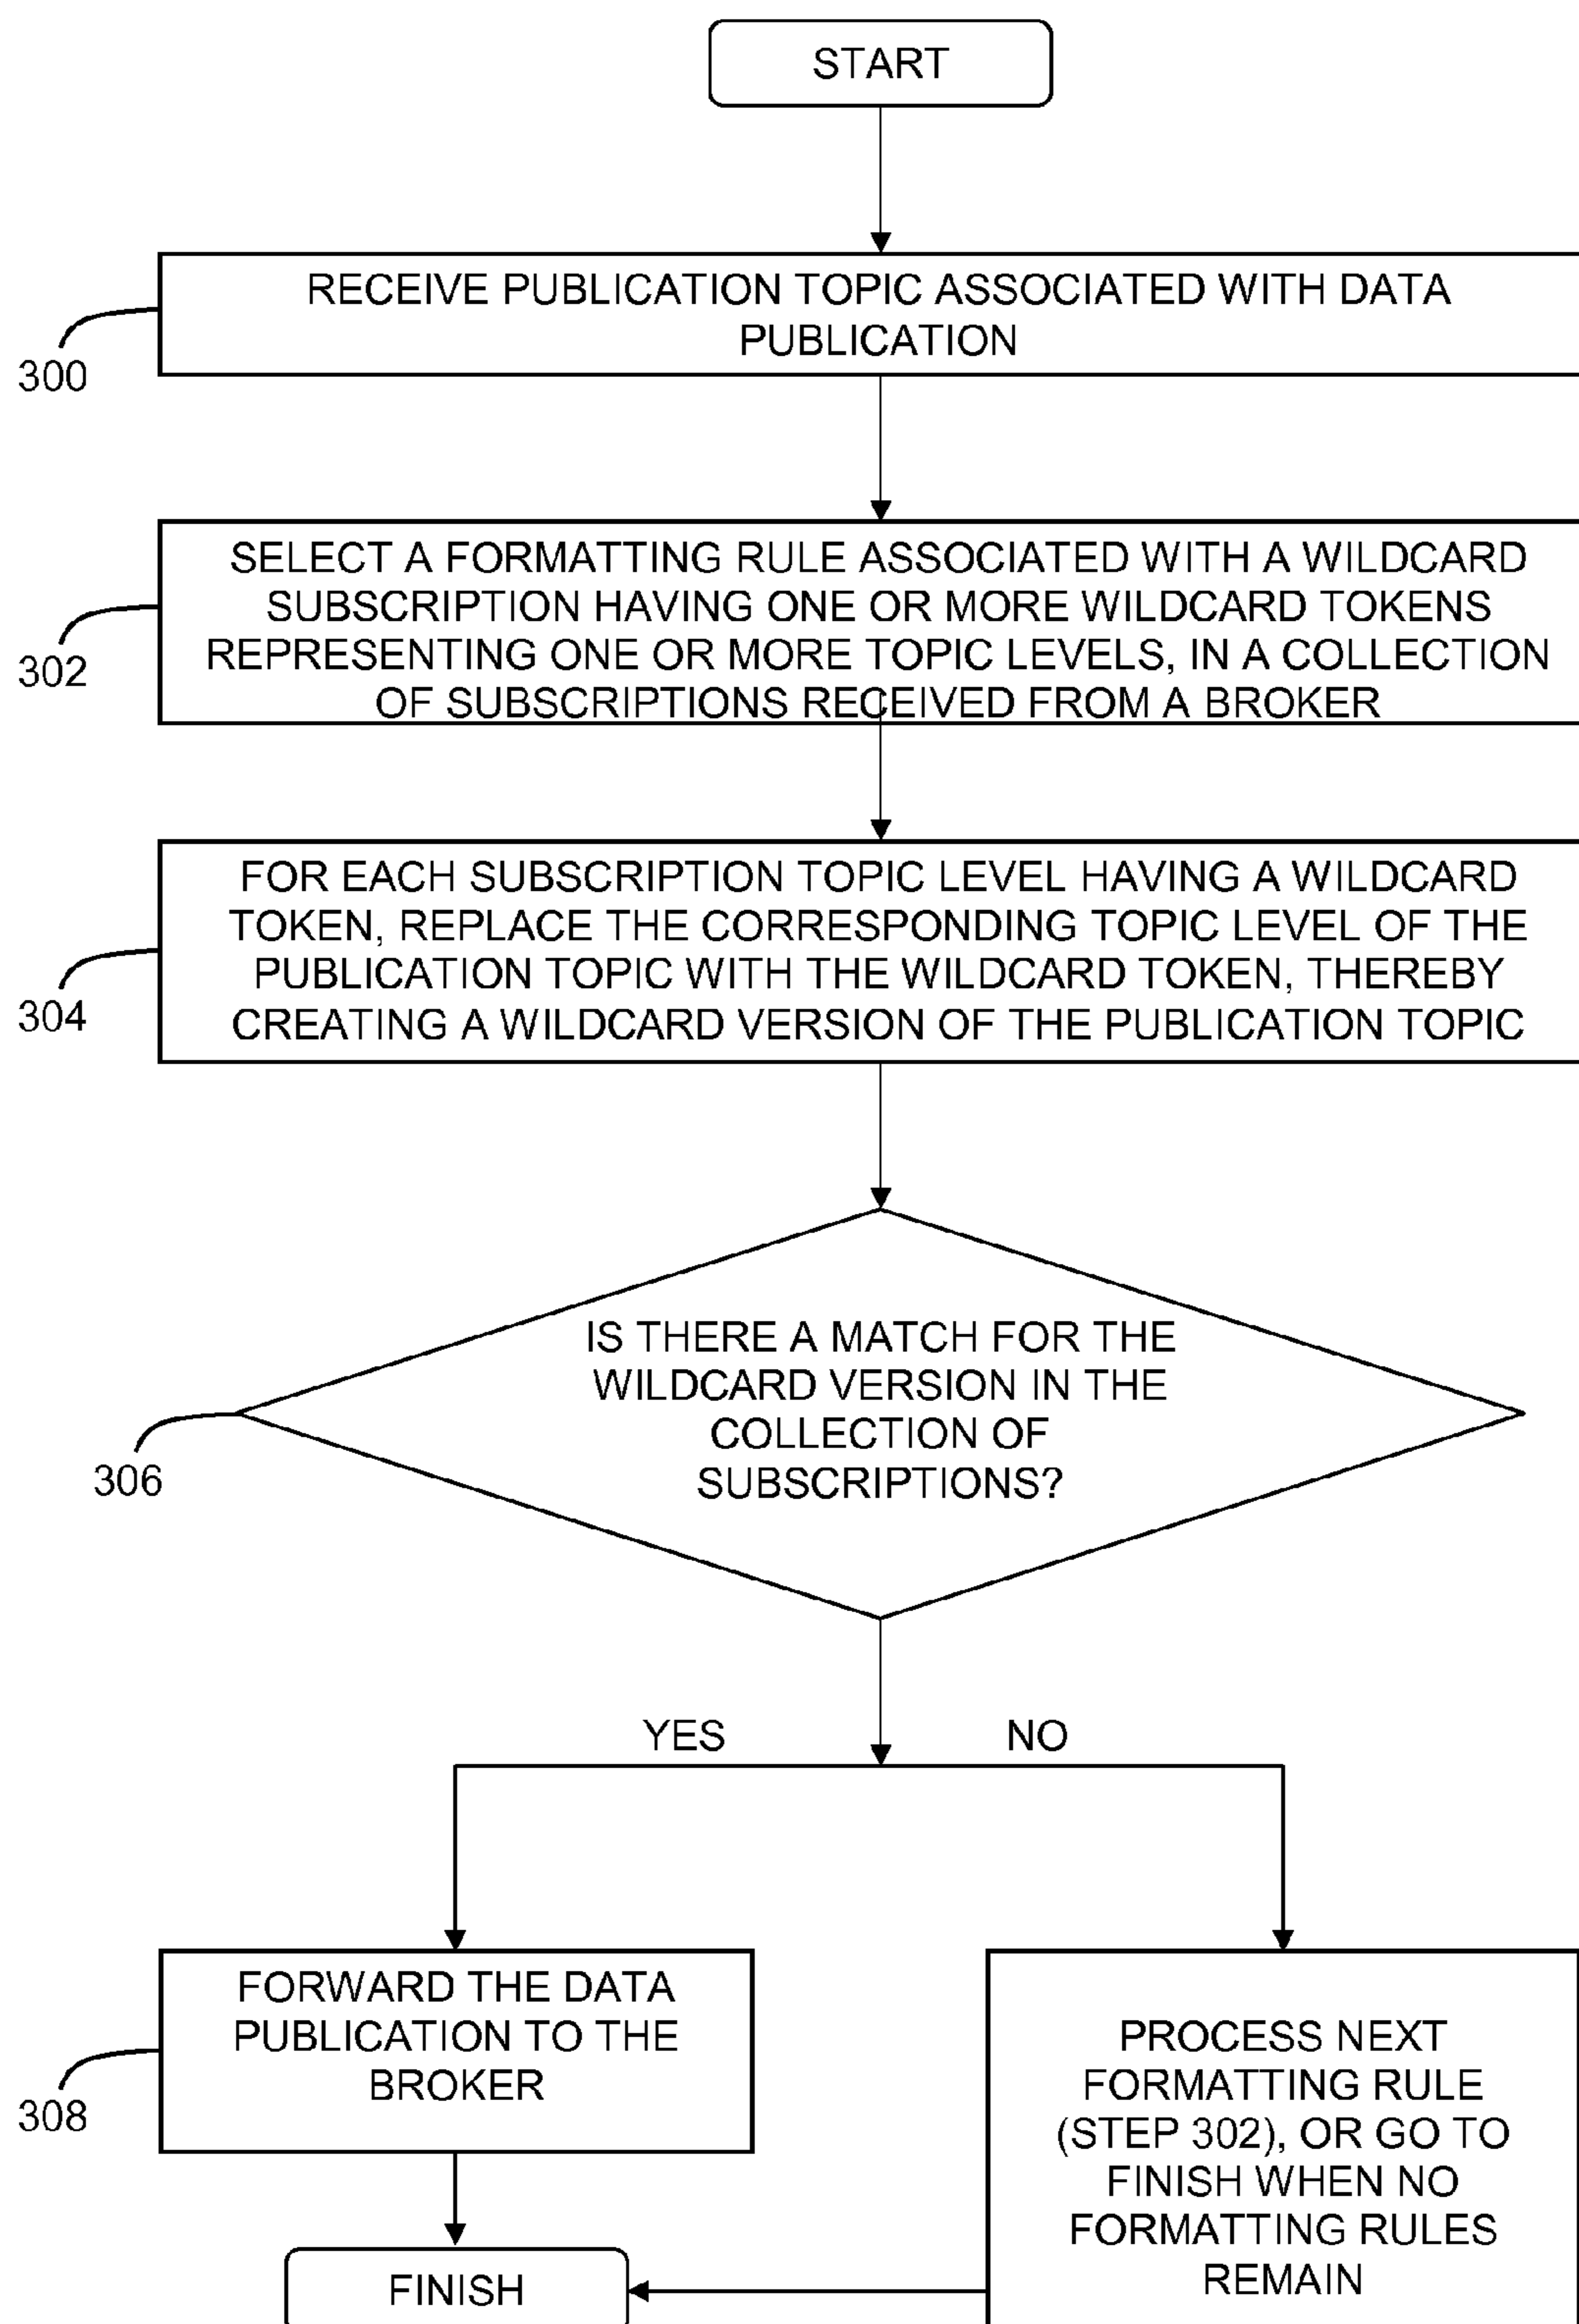 START
RECEIVE PUBLICATION TOPIC ASSOCIATED WITH DATA
PUBLICATION
300
SELECT A FORMATTING RULE ASSOCIATED WITH A WILDCARD
SUBSCRIPTION HAVING ONE OR MORE WILDCARD TOKENS
REPRESENTING ONE OR MORE TOPIC LEVELS, IN A COLLECTION
OF SUBSCRIPTIONS RECEIVED FROM A BROKER
302
FOR EACH SUBSCRIPTION TOPIC LEVEL HAVING A WILDCARD
TOKEN, REPLACE THE CORRESPONDING TOPIC LEVEL OF THE
PUBLICATION TOPIC WITH THE WILDCARD TOKEN, THEREBY
CREATING A WILDCARD VERSION OF THE PUBLICATION TOPIC
304
IS THERE A MATCH FOR THE
WILDCARD VERSION IN THE
COLLECTION OF
SUBSCRIPTIONS?
306
YES
NO
FORWARD THE DATA
PUBLICATION TO THE
BROKER
308
PROCESS NEXT
FORMATTING RULE
(STEP 302), OR GO TO
FINISH WHEN NO
FORMATTING RULES
REMAIN
FINISH